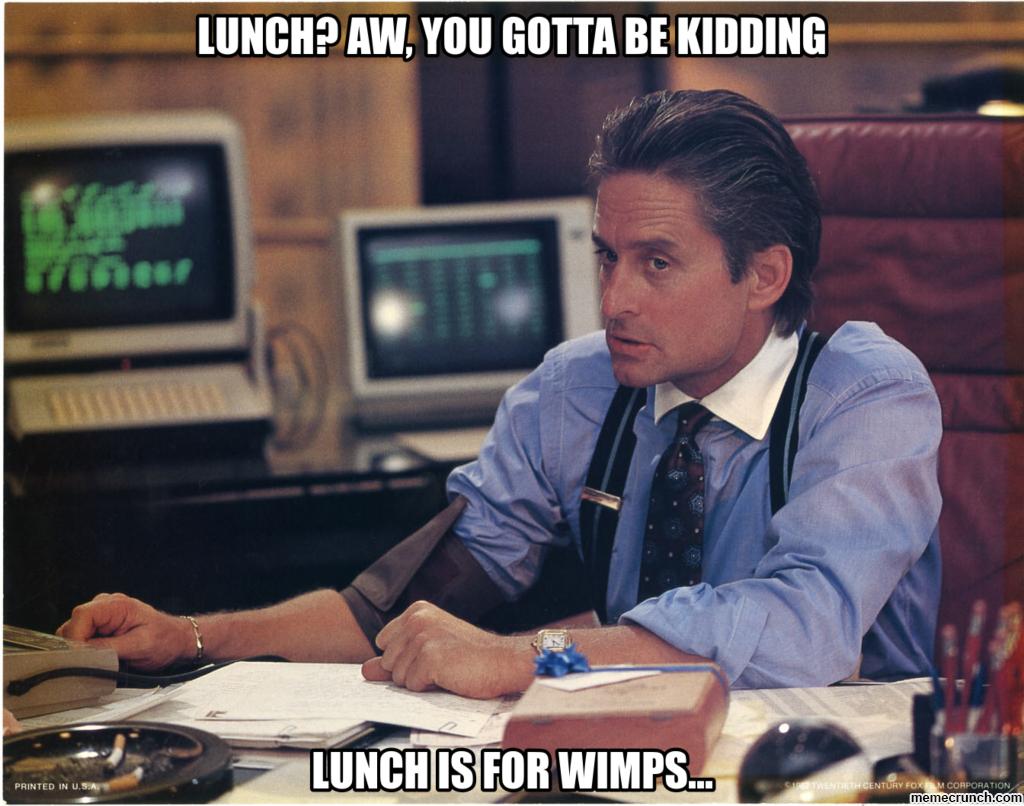 LUNCH? AW, YOU GOTTA BE KIDDING
LUNCH IS FOR WIMPS...
PRINTED IN U.S.A.
TWENTIETH CENTURY FOX FILM CORPORATION
memecrunch.com